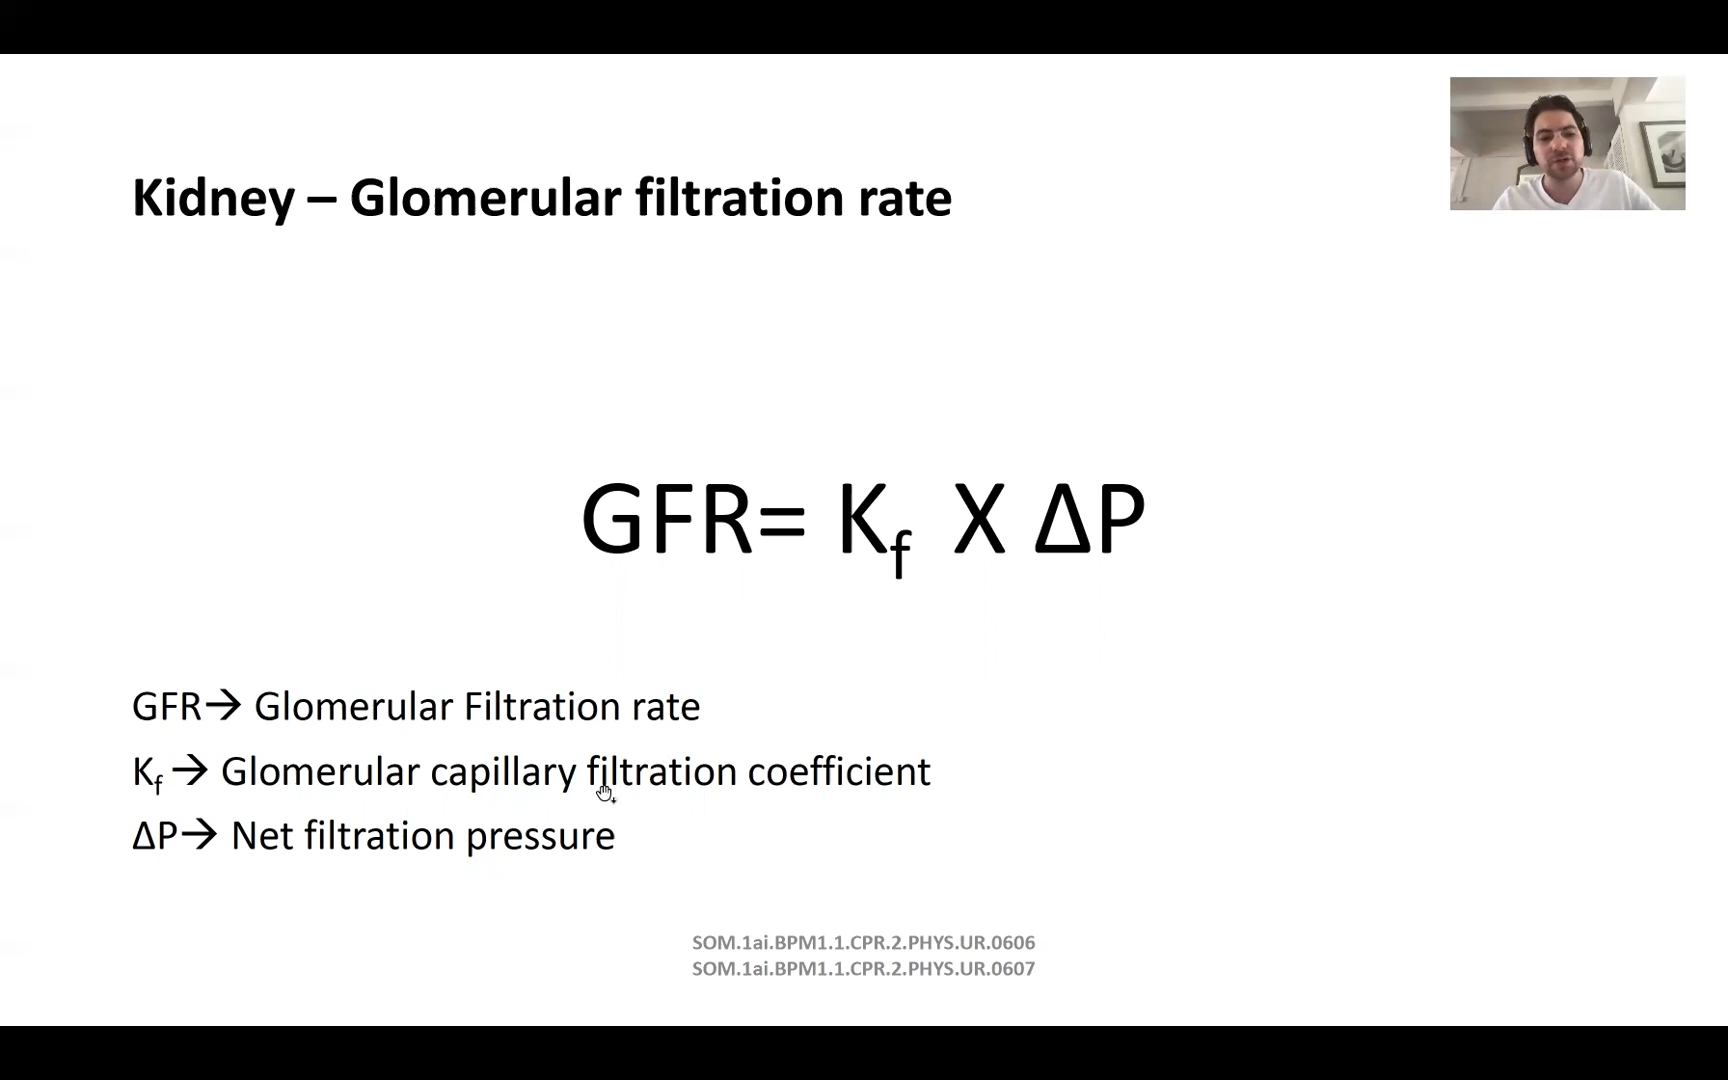 Kidney – Glomerular filtration rate
GFR= Kf X ΔP
GFR→ Glomerular Filtration rate
Kf → Glomerular capillary filtration coefficient
ΔP→ Net filtration pressure
SOM.1ai.BPM1.1.CPR.2.PHYS.UR.0606
SOM.1ai.BPM1.1.CPR.2.PHYS.UR.0607